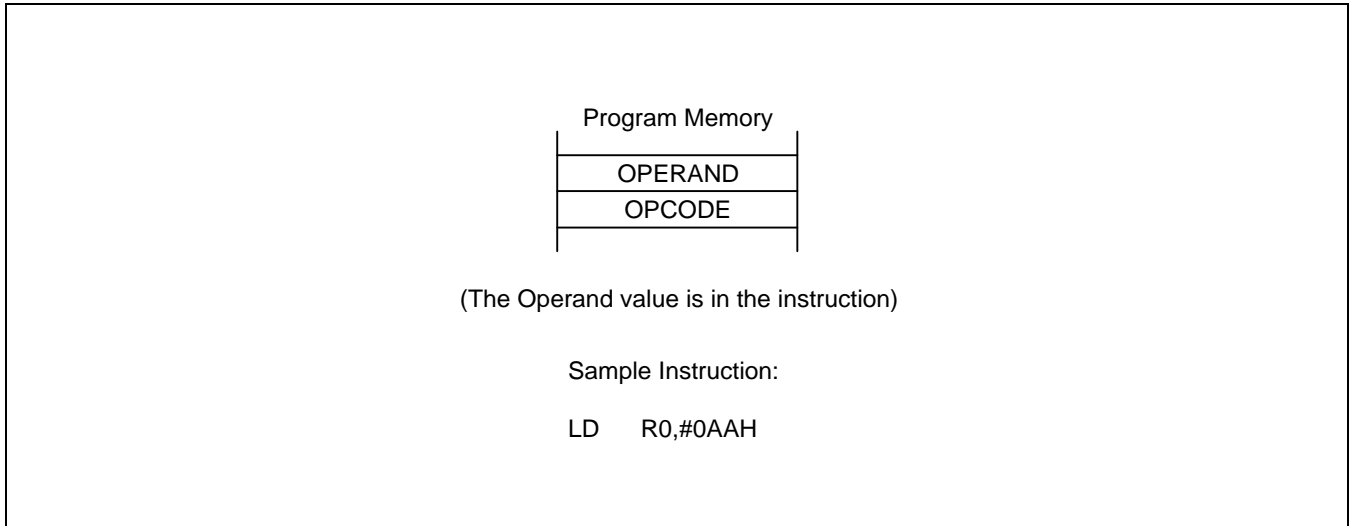 Program Memory
OPERAND
OPCODE
(The Operand value is in the instruction)
Sample Instruction:
LD R0,#0AAH